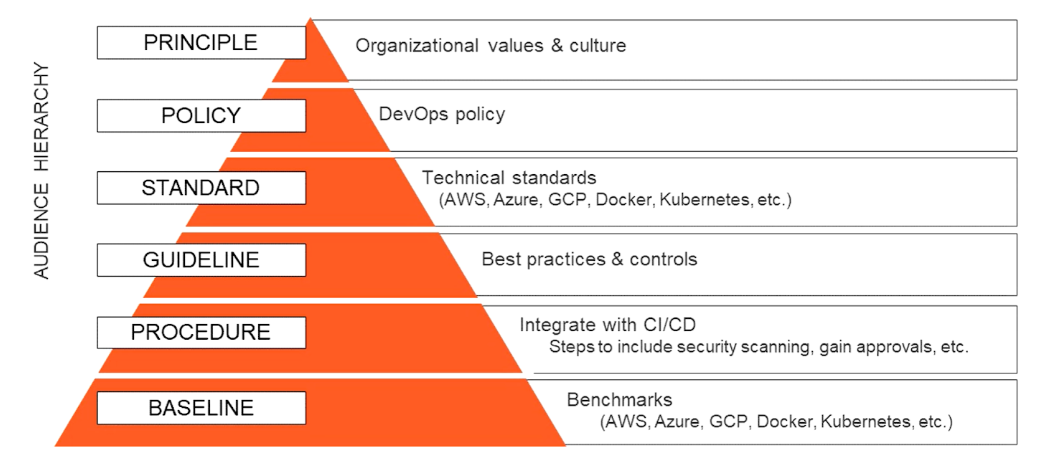 AUDIENCE HIERARCHY
PRINCIPLE
Organizational values & culture
POLICY
DevOps policy
STANDARD
Technical standards
(AWS, Azure, GCP, Docker, Kubernetes, etc.)
GUIDELINE
Best practices & controls
PROCEDURE
Integrate with CI/CD
Steps to include security scanning, gain approvals, etc.
BASELINE
Benchmarks
(AWS, Azure, GCP, Docker, Kubernetes, etc.)